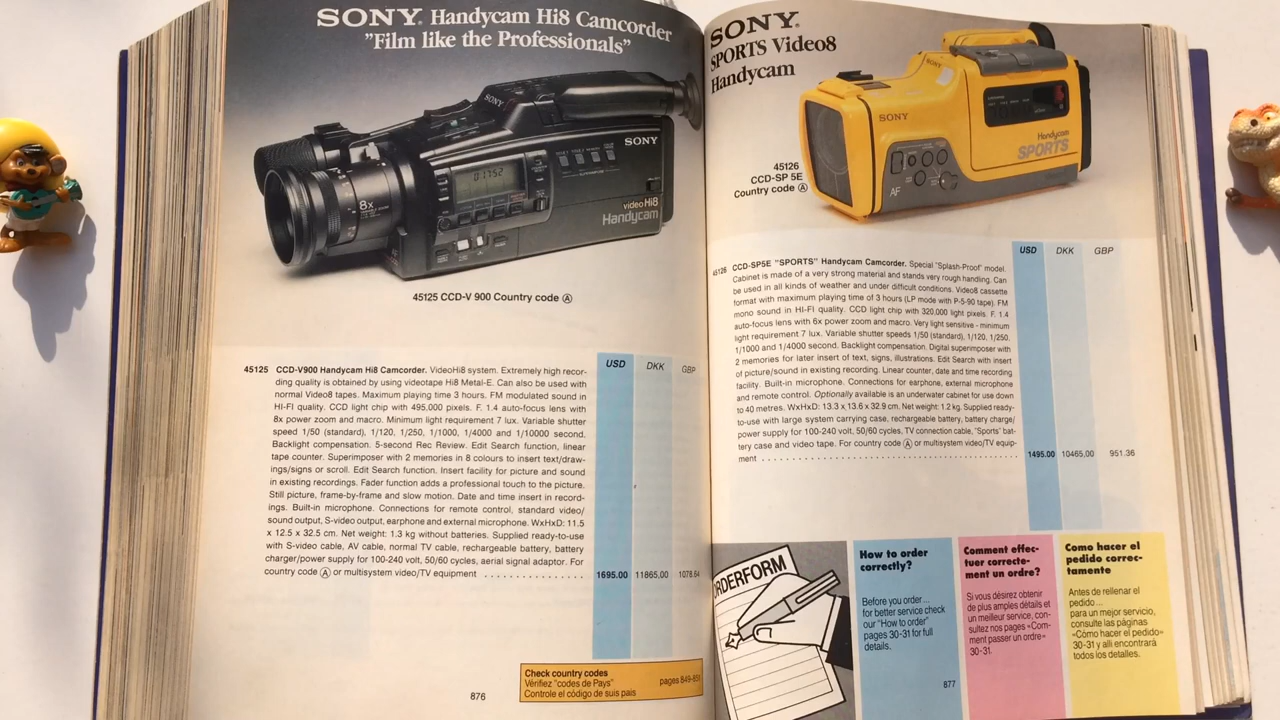 SONY Handycam Hi8 Camcorder
"Film like the Professionals"
SONY
SONY
01752
8x
video Hi8
Handycam
45125 CCD-V 900 Country code Ⓐ
USD DKK GBP
45125 CCD-V900 Handycam Hi8 Camcorder. VideoHi8 system. Extremely high recor-
ding quality is obtained by using videotape Hi8 Metal-E. Can also be used with
normal Video8 tapes. Maximum playing time 3 hours. FM modulated sound in
HI-FI quality. CCD light chip with 495,000 pixels. F. 1.4 auto-focus lens with
8x power zoom and macro. Minimum light requirement 7 lux. Variable shutter
speed 1/50 (standard), 1/120, 1/250, 1/1000, 1/4000 and 1/10000 second.
Backlight compensation. 5-second Rec Review. Edit Search function, linear
tape counter. Superimposer with 2 memories in 8 colours to insert text/draw-
ings/signs or scroll. Edit Search function. Insert facility for picture and sound
in existing recordings. Fader function adds a professional touch to the picture.
Still picture, frame-by-frame and slow motion. Date and time insert in record-
ings. Built-in microphone. Connections for remote control, standard video/
sound output, S-video output, earphone and external microphone. WxHxD: 11.5
x 12.5 x 32.5 cm. Net weight: 1.3 kg without batteries. Supplied ready-to-use
with S-video cable, AV cable, normal TV cable, rechargeable battery, battery
charger/power supply for 100-240 volt, 50/60 cycles, aerial signal adaptor. For
country code Ⓐ or multisystem video/TV equipment . . . . . . . . . . . . . . 1695.00 11865,00 1078.64
Check country codes
Vérifiez "codes de Pays" pages 849-851
Controle el código de suis pais
876
SONY
SPORTS Video8
Handycam
SONY
SONY
Handycam
SPORTS
AF
45126
CCD-SP 5E
Country code Ⓐ
USD DKK GBP
45126 CCD-SP5E "SPORTS" Handycam Camcorder. Special "Splash-Proof" model.
Cabinet is made of a very strong material and stands very rough handling. Can
be used in all kinds of weather and under difficult conditions. Video8 cassette
format with maximum playing time of 3 hours (LP mode with P-5-90 tape). FM
mono sound in HI-FI quality. CCD light chip with 320,000 light pixels. F. 1.4
auto-focus lens with 6x power zoom and macro. Very light sensitive - minimum
light requirement 7 lux. Variable shutter speeds 1/50 (standard), 1/120, 1/250,
1/1000 and 1/4000 second. Backlight compensation. Digital superimposer with
2 memories for later insert of text, signs, illustrations. Edit Search with insert
of picture/sound in existing recording. Linear counter, date and time recording
facility. Built-in microphone. Connections for earphone, external microphone
and remote control. Optionally available is an underwater cabinet for use down
to 40 metres. WxHxD: 13.3 x 13.6 x 32.9 cm. Net weight: 1.2 kg. Supplied ready-
to-use with large system carrying case, rechargeable battery, battery charge/
power supply for 100-240 volt, 50/60 cycles, TV connection cable, "Sports" bat-
tery case and video tape. For country code Ⓐ or multisystem video/TV equip-
ment . . . . . . . . . . . . . . . . . . . . . . . . . . . . . . . . . . . . 1495.00 10465,00 951.36
ORDERFORM
How to order
correctly?
Before you order...
for better service check
our "How to order"
pages 30-31 for full
details.
Comment effec-
tuer correcte-
ment un ordre?
Si vous désirez obtenir
de plus amples détails et
un meilleur service, con-
sultez nos pages «Com-
ment passer un ordre»
30-31.
Como hacer el
pedido correc-
tamente
Antes de rellenar el
pedido...
para un mejor servicio,
consulte las páginas
«Cómo hacer el pedido»
30-31 y alli encontrará
todos los detalles.
877